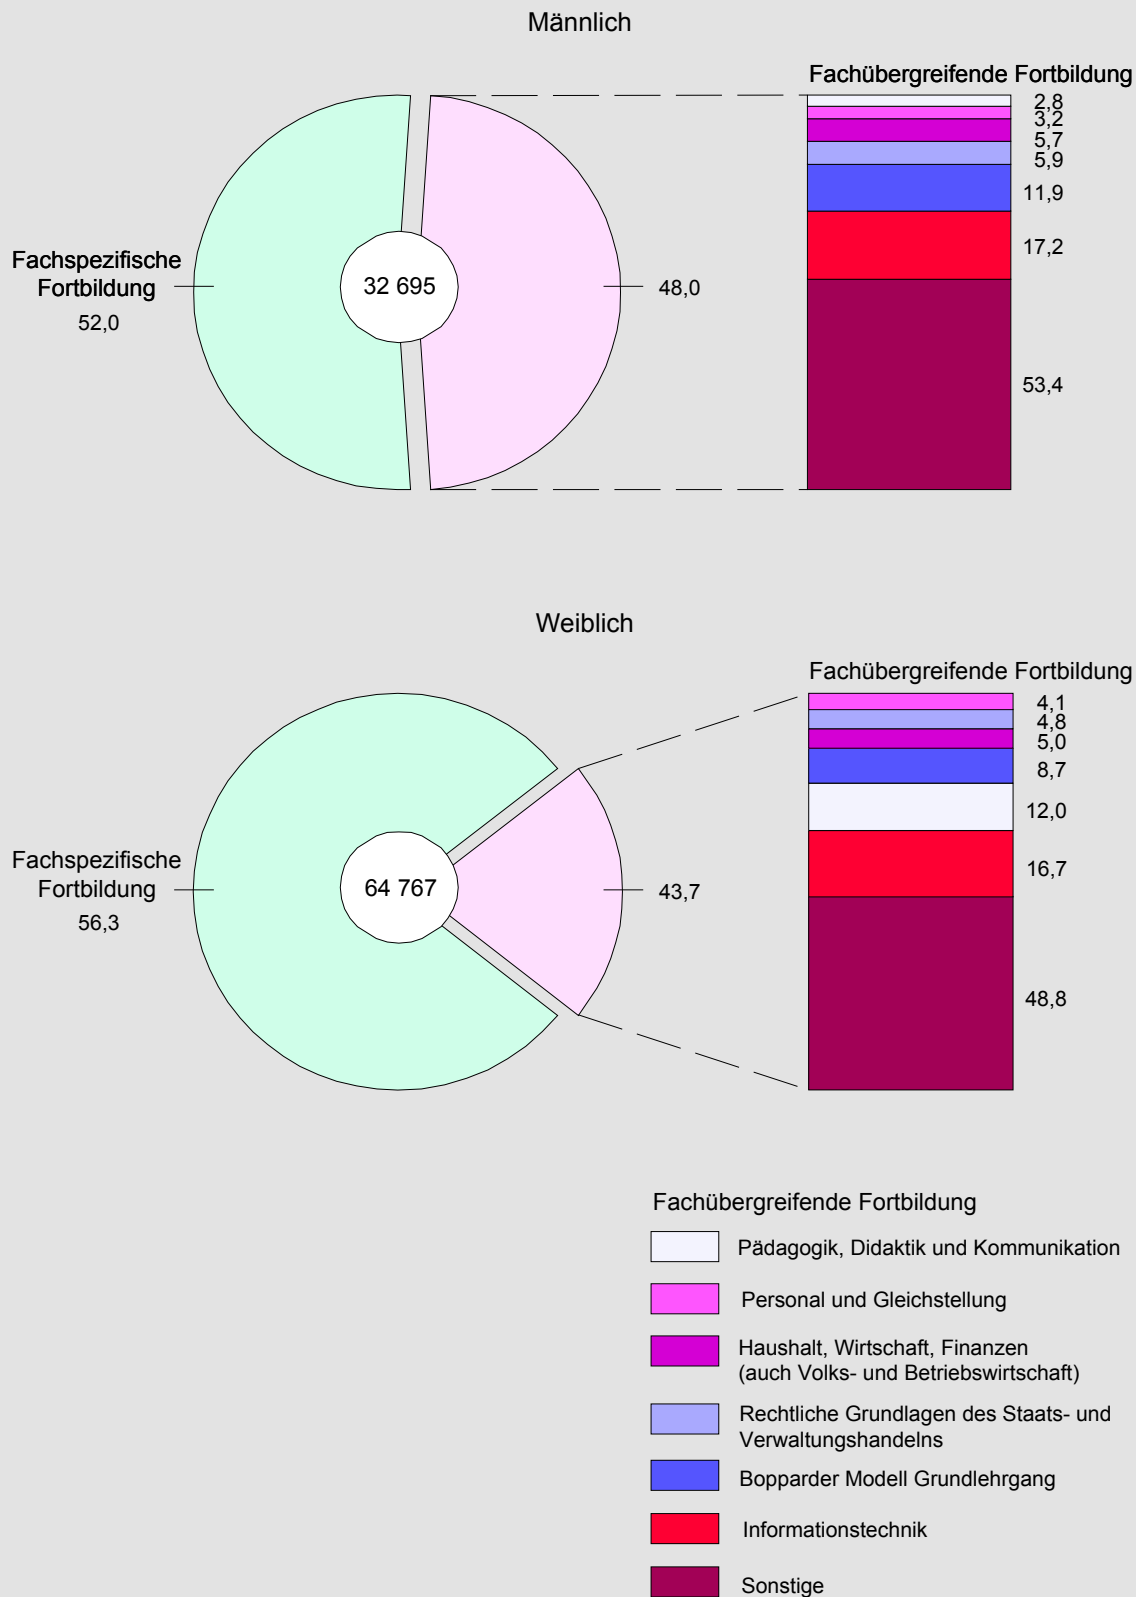 Männlich
Fachübergreifende Fortbildung
2,8
3,2
5,7
5,9
11,9
17,2
53,4
Fachspezifische
Fortbildung
52,0
32 695
48,0
Weiblich
Fachübergreifende Fortbildung
4,1
4,8
5,0
8,7
12,0
16,7
48,8
Fachspezifische
Fortbildung
56,3
64 767
43,7
Fachübergreifende Fortbildung
Pädagogik, Didaktik und Kommunikation
Personal und Gleichstellung
Haushalt, Wirtschaft, Finanzen
(auch Volks- und Betriebswirtschaft)
Rechtliche Grundlagen des Staats- und
Verwaltungshandelns
Bopparder Modell Grundlehrgang
Informationstechnik
Sonstige